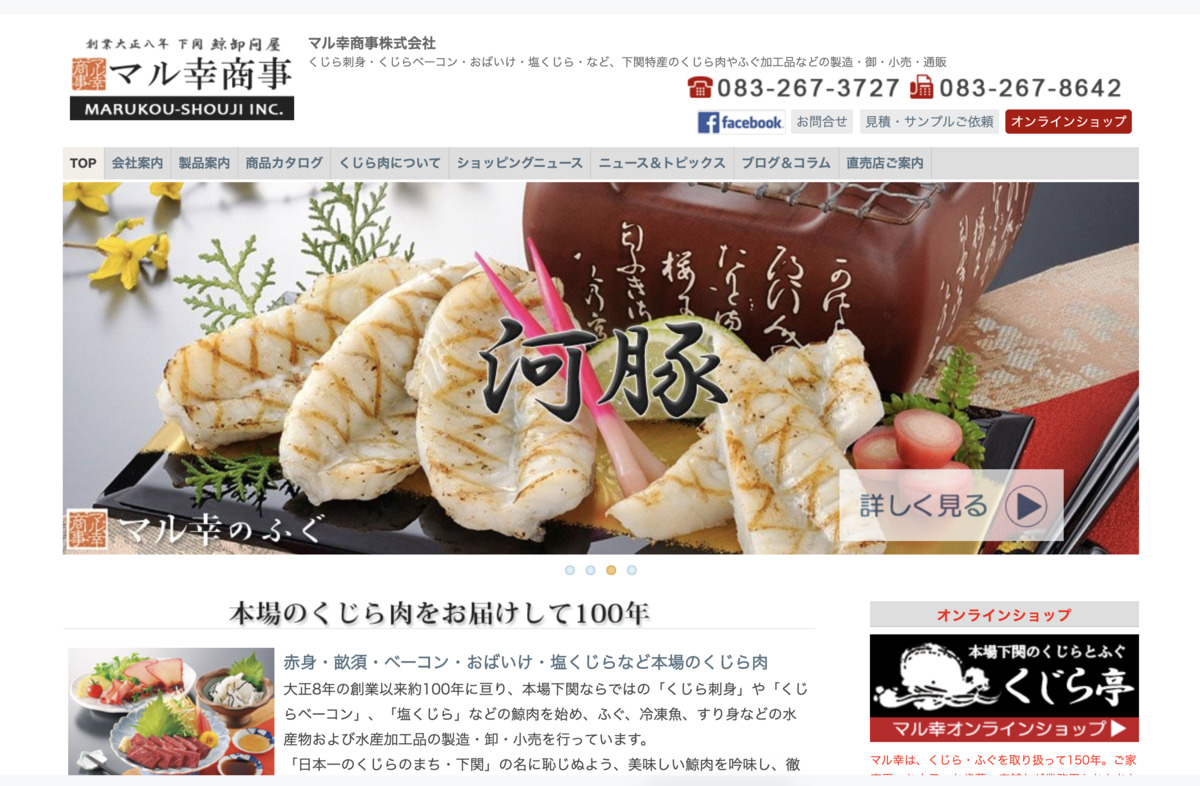 創業大正八年 下関 鯨卸問屋
マル幸商事
マル幸商事
MARUKOU-SHOUJI INC.
マル幸商事株式会社
くじら刺身・くじらベーコン・おばいけ・塩くじら・など、下関特産のくじら肉やふぐ加工品などの製造・御・小売・通販
083-267-3727 083-267-8642
facebook お問合せ 見積・サンプルご依頼 オンラインショップ
TOP 会社案内 製品案内 商品カタログ くじら肉について ショッピングニュース ニュース＆トピックス ブログ＆コラム 直売店ご案内
河豚
詳しく見る
マル幸商事
マル幸のふぐ
本場のくじら肉をお届けして100年
赤身・畝須・ベーコン・おばいけ・塩くじらなど本場のくじら肉
大正8年の創業以来約100年に亘り、本場下関ならではの「くじら刺身」や「くじ
らベーコン」、「塩くじら」などの鯨肉を始め、ふぐ、冷凍魚、すり身などの水
産物および水産加工品の製造・卸・小売を行っています。
「日本一のくじらのまち・下関」の名に恥じぬよう、美味しい鯨肉を吟味し、徹
オンラインショップ
本場下関のくじらとふぐ
くじら亭
マル幸オンラインショップ▶
マル幸は、くじら・ふぐを取り扱って150年。ご家